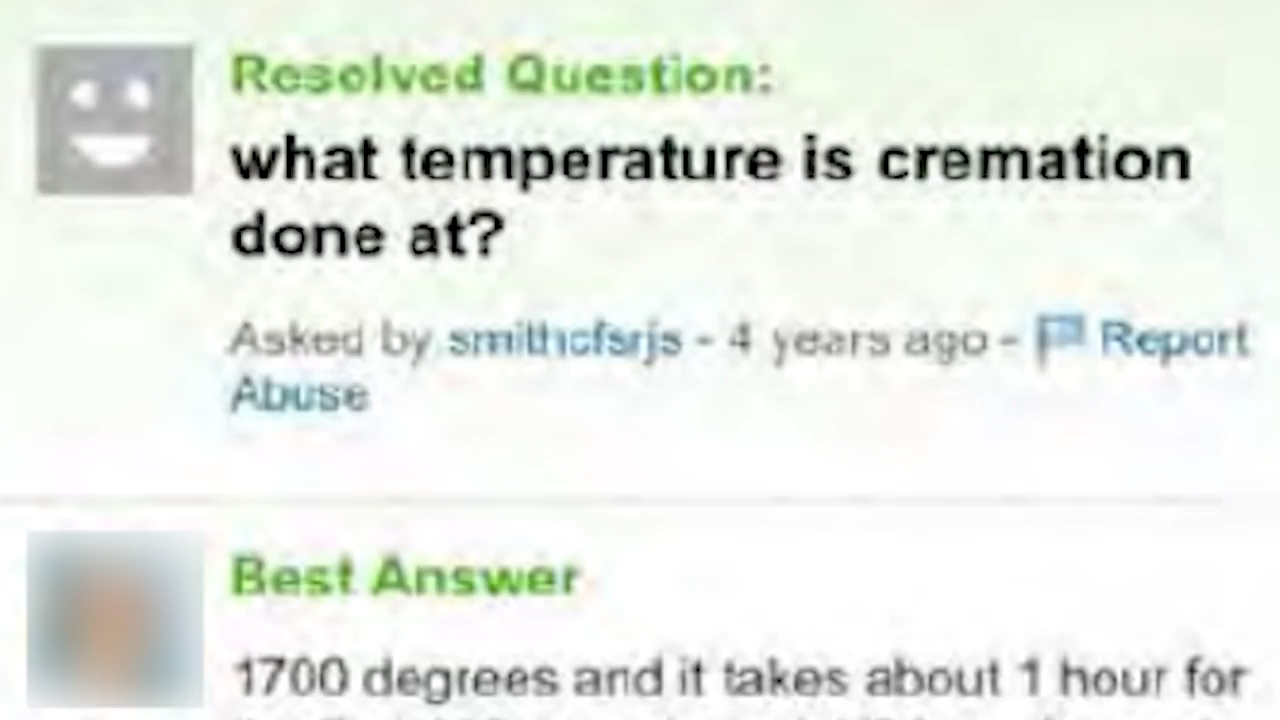 Resolved Question:
what temperature is cremation
done at?
Asked by smithcfsrjs - 4 years ago - Report
Abuse
Best Answer
1700 degrees and it takes about 1 hour for